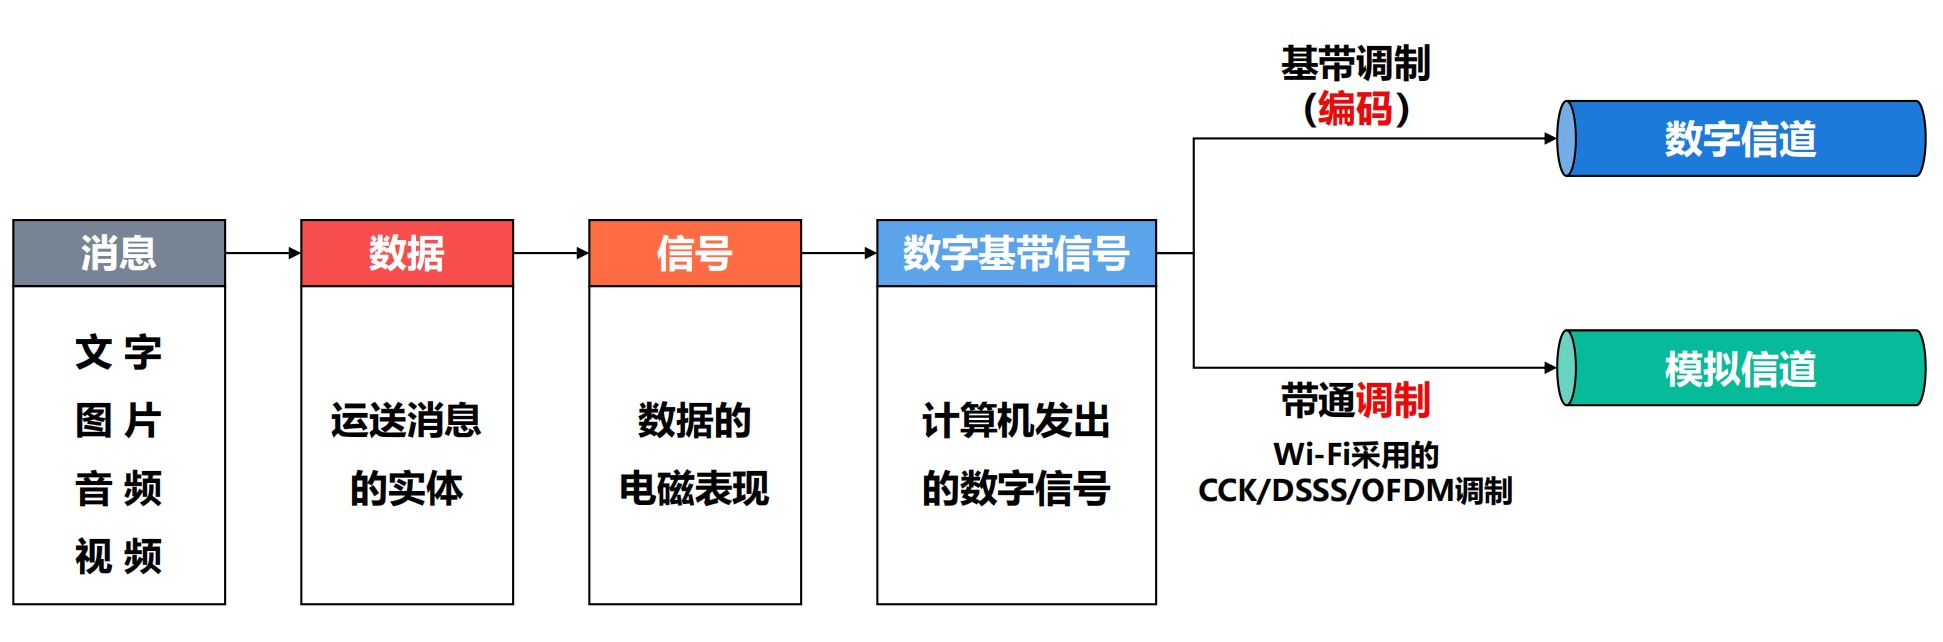 消息
文字
图片
音频
视频
数据
运送消息
的实体
信号
数据的
电磁表现
数字基带信号
计算机发出
的数字信号
基带调制
(编码)
数字信道
带通调制
Wi-Fi采用的
CCK/DSSS/OFDM调制
模拟信道